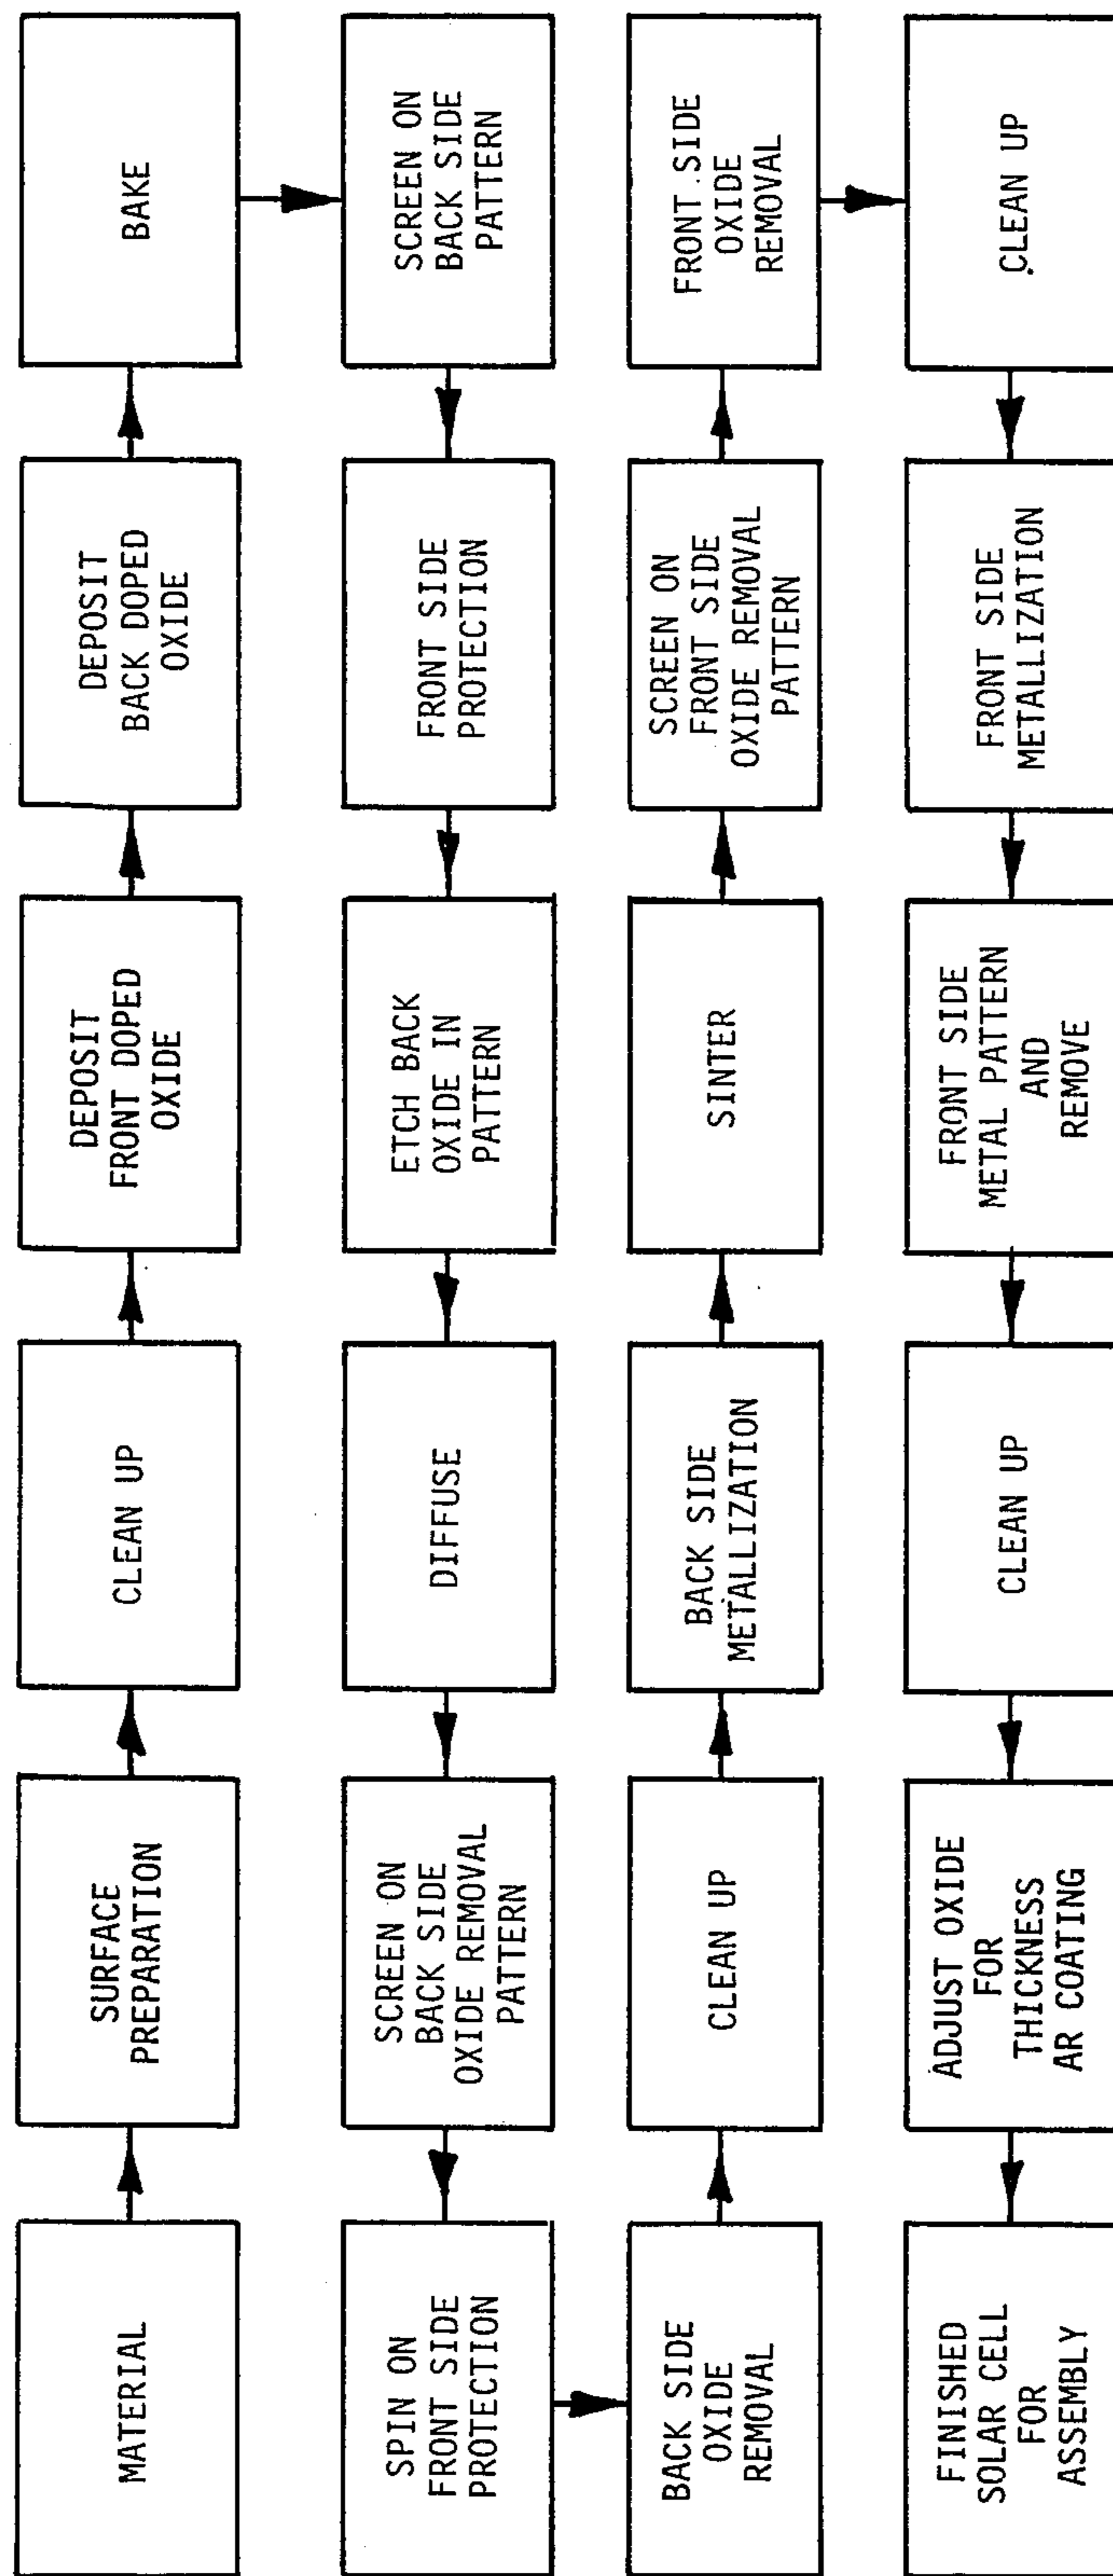 MATERIAL
SURFACE
PREPARATION
CLEAN UP
DEPOSIT
FRONT DOPED
OXIDE
DEPOSIT
BACK DOPED
OXIDE
BAKE
SCREEN ON
BACK SIDE
PATTERN
FRONT SIDE
PROTECTION
ETCH BACK
OXIDE IN
PATTERN
DIFFUSE
SCREEN ON
BACK SIDE
OXIDE REMOVAL
PATTERN
SPIN ON
FRONT SIDE
PROTECTION
BACK SIDE
OXIDE
REMOVAL
CLEAN UP
BACK SIDE
METALLIZATION
SINTER
SCREEN ON
FRONT SIDE
OXIDE REMOVAL
PATTERN
FRONT SIDE
OXIDE
REMOVAL
CLEAN UP
FRONT SIDE
METALLIZATION
FRONT SIDE
METAL PATTERN
AND
REMOVE
CLEAN UP
ADJUST OXIDE
FOR
THICKNESS
AR COATING
FINISHED
SOLAR CELL
FOR
ASSEMBLY